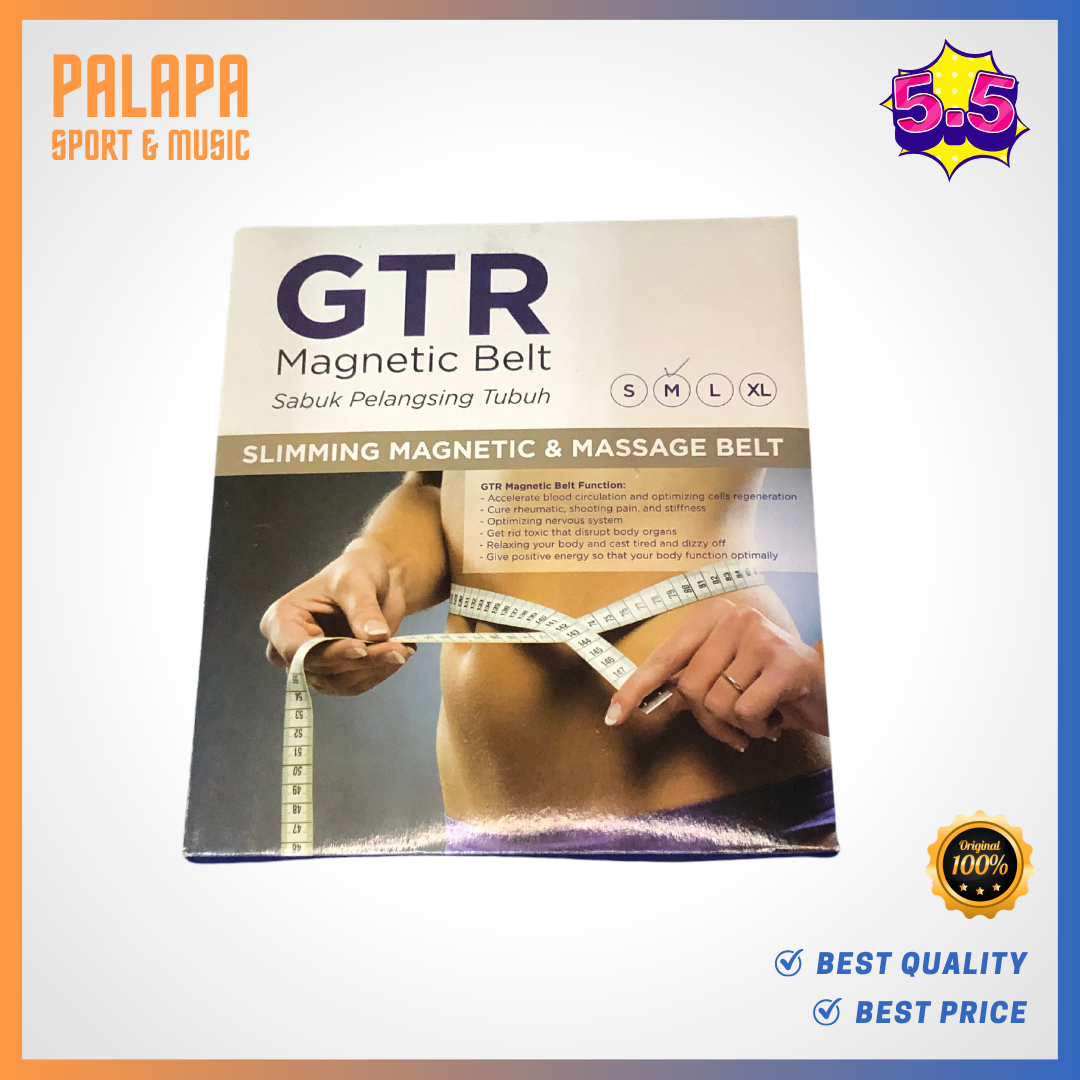 PALAPA
SPORT & MUSIC
5.5
GTR
Magnetic Belt
Sabuk Pelangsing Tubuh
S M L XL
SLIMMING MAGNETIC & MASSAGE BELT
GTR Magnetic Belt Function:
- Accelerate blood circulation and optimizing cells regeneration
- Cure rheumatic, shooting pain, and stiffness
- Optimizing nervous system
- Get rid toxic that disrupt body organs
- Relaxing your body and cast tired and dizzy off
- Give positive energy so that your body function optimally
Original
100%
BEST QUALITY
BEST PRICE